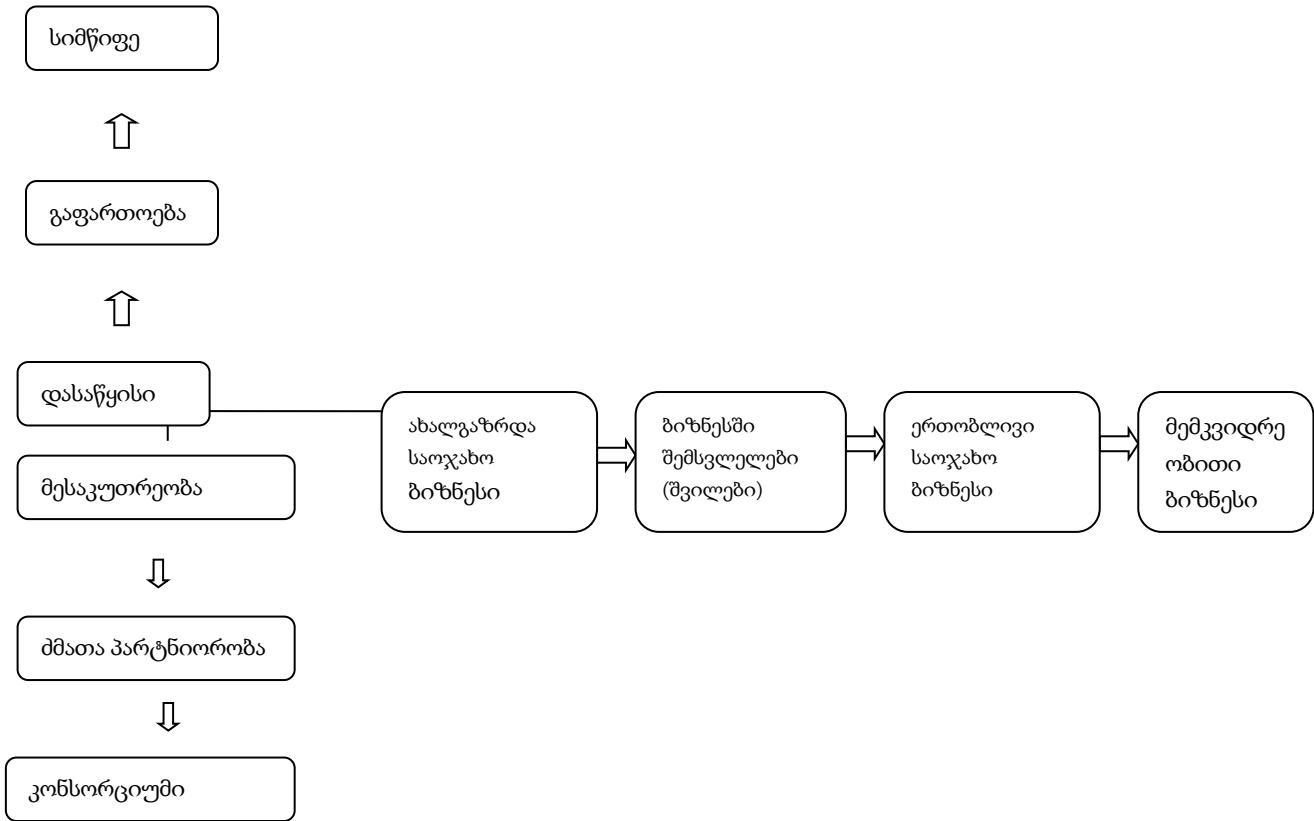 სიმწიფე
გაფართოება
დასაწყისი
მესაკუთრეობა
ძმათა პარტნიორობა
კონსორციუმი
ახალგაზრდა
საოჯახო
ბიზნესი
ბიზნესში
შემსვლელები
(შვილები)
ერთობლივი
საოჯახო
ბიზნესი
მემკვიდრე
ობითი
ბიზნესი